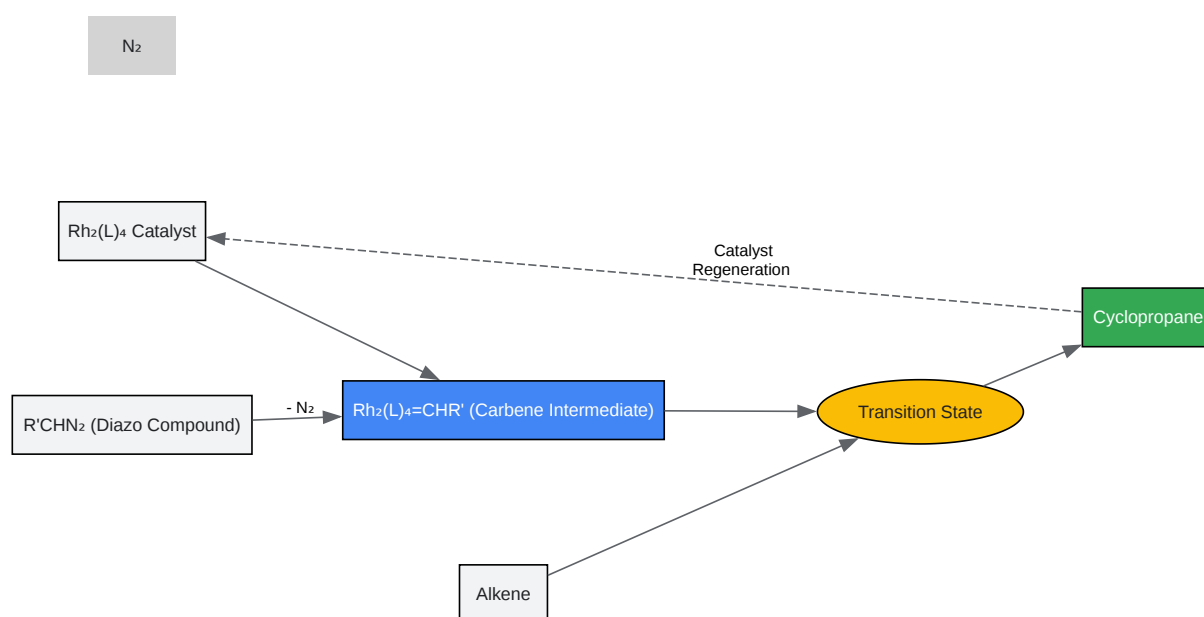 N₂
Rh₂(L)₄ Catalyst
Catalyst
Regeneration
Cyclopropane
R'CHN₂ (Diazo Compound)
- N₂
Rh₂(L)₄=CHR' (Carbene Intermediate)
Transition State
Alkene